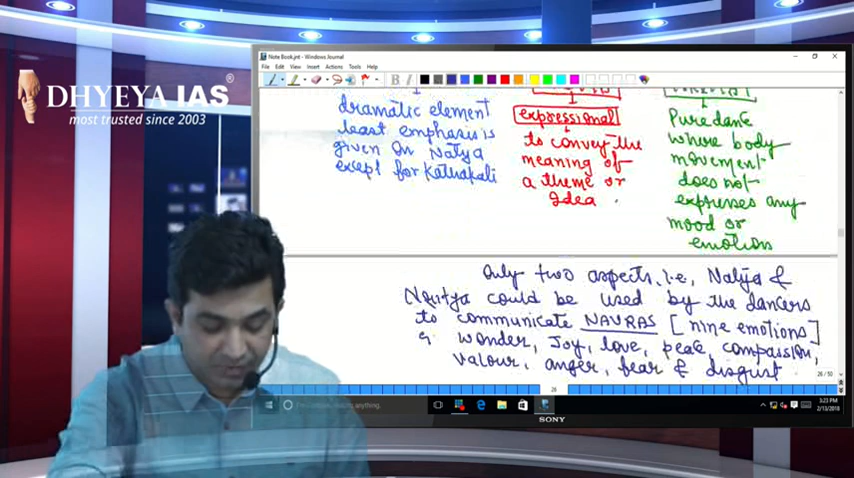 DHYEYA IAS®
most trusted since 2003
Note Book.jnt - Windows Journal
File Edit View Insert Actions Tools Help
dramatic element
least emphasis is
given on Natya
except for Kathakali
expressional
to convey the
meaning of
a theme or
Idea .
Pure dance
where body
movement
does not
expresses any
mood or
emotion
Only two aspects, i.e, Natya &
Nritya could be used by the dancers
to communicate NAVRAS [nine emotions]
wonder, Joy, love, peace, compassion,
valour, anger, fear & disgust
26 / 50
26
3:23 PM
2/13/2018
SONY